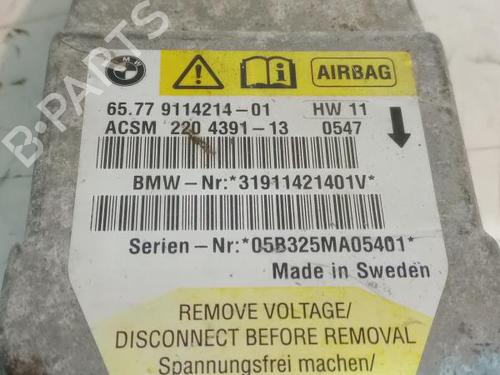 BMW
AIRBAG
65.77 9114214-01 HW 11
ACSM 220 4391-13 0547
BMW-Nr:*31911421401V*
Serien-Nr:*05B325MA05401*
Made in Sweden
REMOVE VOLTAGE/
DISCONNECT BEFORE REMOVAL
Spannungsfrei machen/
B-PARTS